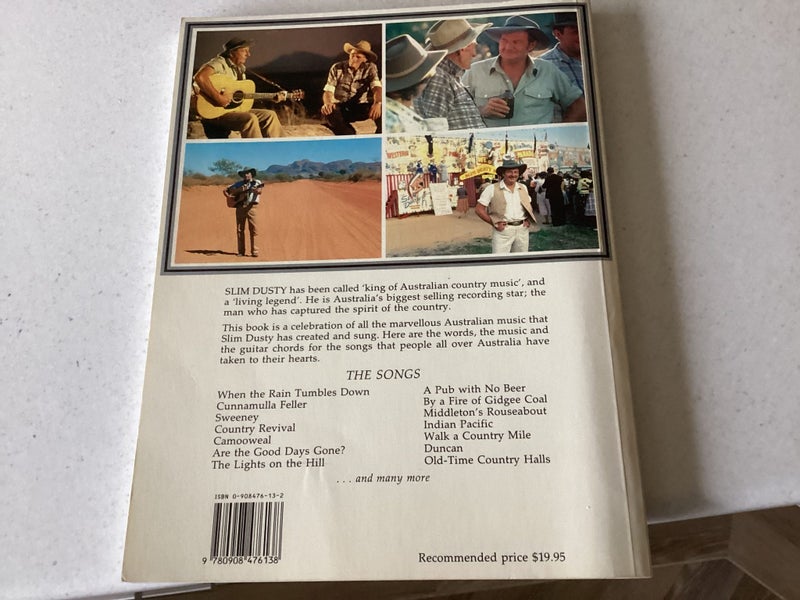 SLIM DUSTY has been called 'king of Australian country music', and
a 'living legend'. He is Australia's biggest selling recording star; the
man who has captured the spirit of the country.
This book is a celebration of all the marvellous Australian music that
Slim Dusty has created and sung. Here are the words, the music and
the guitar chords for the songs that people all over Australia have
taken to their hearts.
THE SONGS
When the Rain Tumbles Down
Cunnamulla Feller
Sweeney
Country Revival
Camooweal
Are the Good Days Gone?
The Lights on the Hill
A Pub with No Beer
By a Fire of Gidgee Coal
Middleton's Rouseabout
Indian Pacific
Walk a Country Mile
Duncan
Old-Time Country Halls
. . . and many more
ISBN 0-908476-13-2
9 780908 476138
Recommended price $19.95